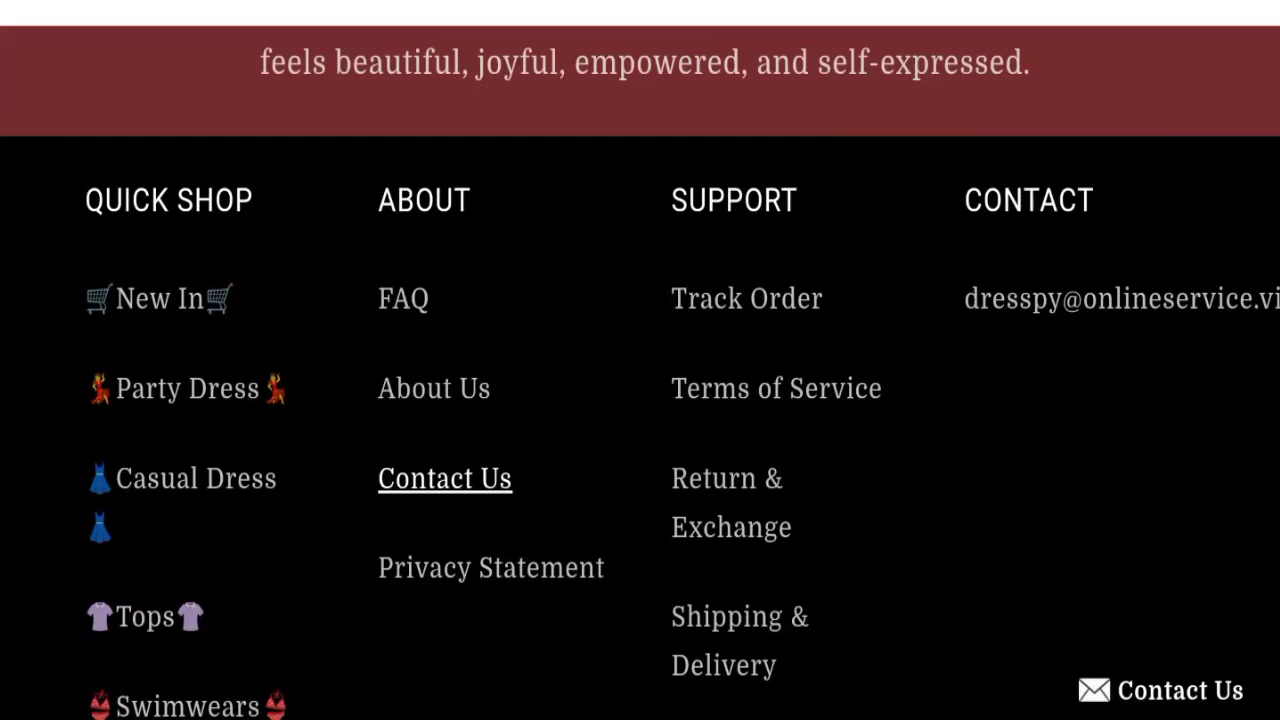 feels beautiful, joyful, empowered, and self-expressed.
QUICK SHOP
🛒New In🛒
💃Party Dress💃
👗Casual Dress
👗
👚Tops👚
👙Swimwears👙
ABOUT
FAQ
About Us
Contact Us
Privacy Statement
SUPPORT
Track Order
Terms of Service
Return &
Exchange
Shipping &
Delivery
CONTACT
dresspy@onlineservice.vi
Contact Us